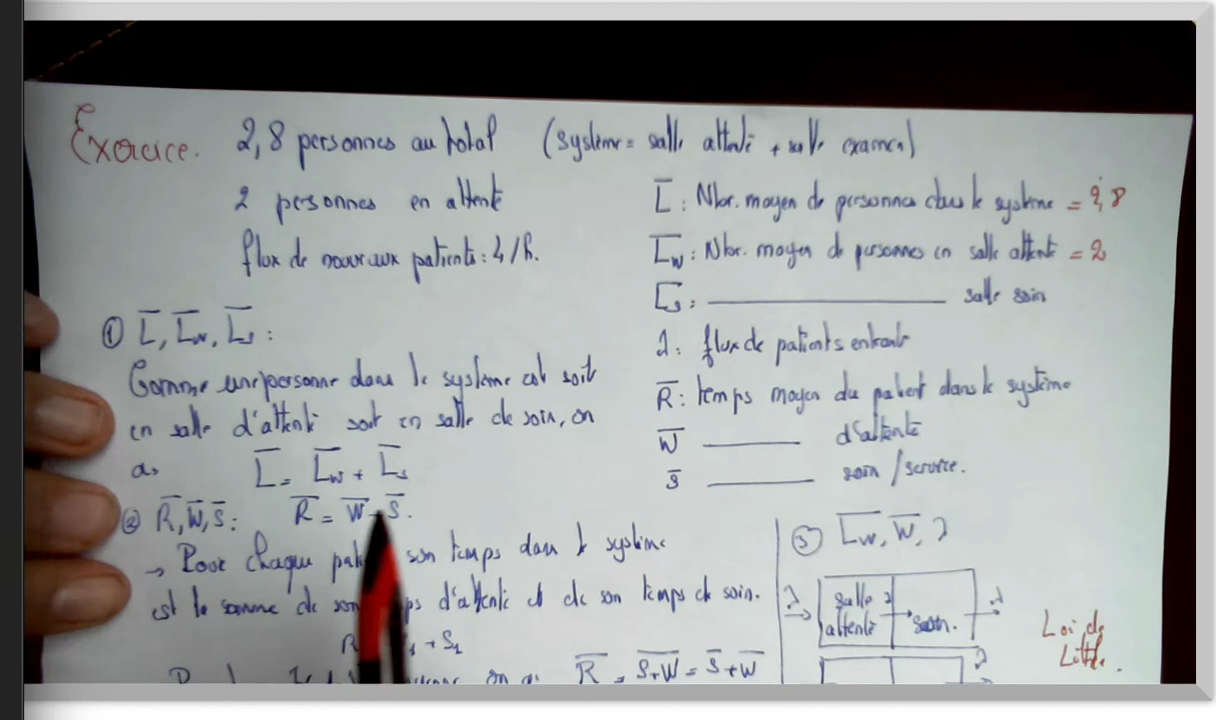 Exercice. 2,8 personnes au total (système = salle attente + salle examen)
2 personnes en attente
flux de nouveaux patients : 4/h.
L̅ : Nbr. moyen de personnes dans le système = 2,8
L̅w : Nbr. moyen de personnes en salle attente = 2
L̅s : ———— salle soin
λ : flux de patients entrants
R̅ : temps moyen du patient dans le système
W̅ ———— d'attente
S̅ ———— soin / service.
① L̅, L̅w, L̅s :
Comme une personne dans le système est soit
en salle d'attente soit en salle de soin, on
a,
L̅ = L̅w + L̅s
② R̅, W̅, S̅ : R̅ = W̅ S̅.
→ Pour chaque son temps dans le système
est la somme de son d'attente et de son temps de soin.
R + S₁
on a : R̅ = S+W = S̅ + W̅
③ L̅w, W̅, λ
λ → salle attente → soin. → λ
λ
Loi de
Little.